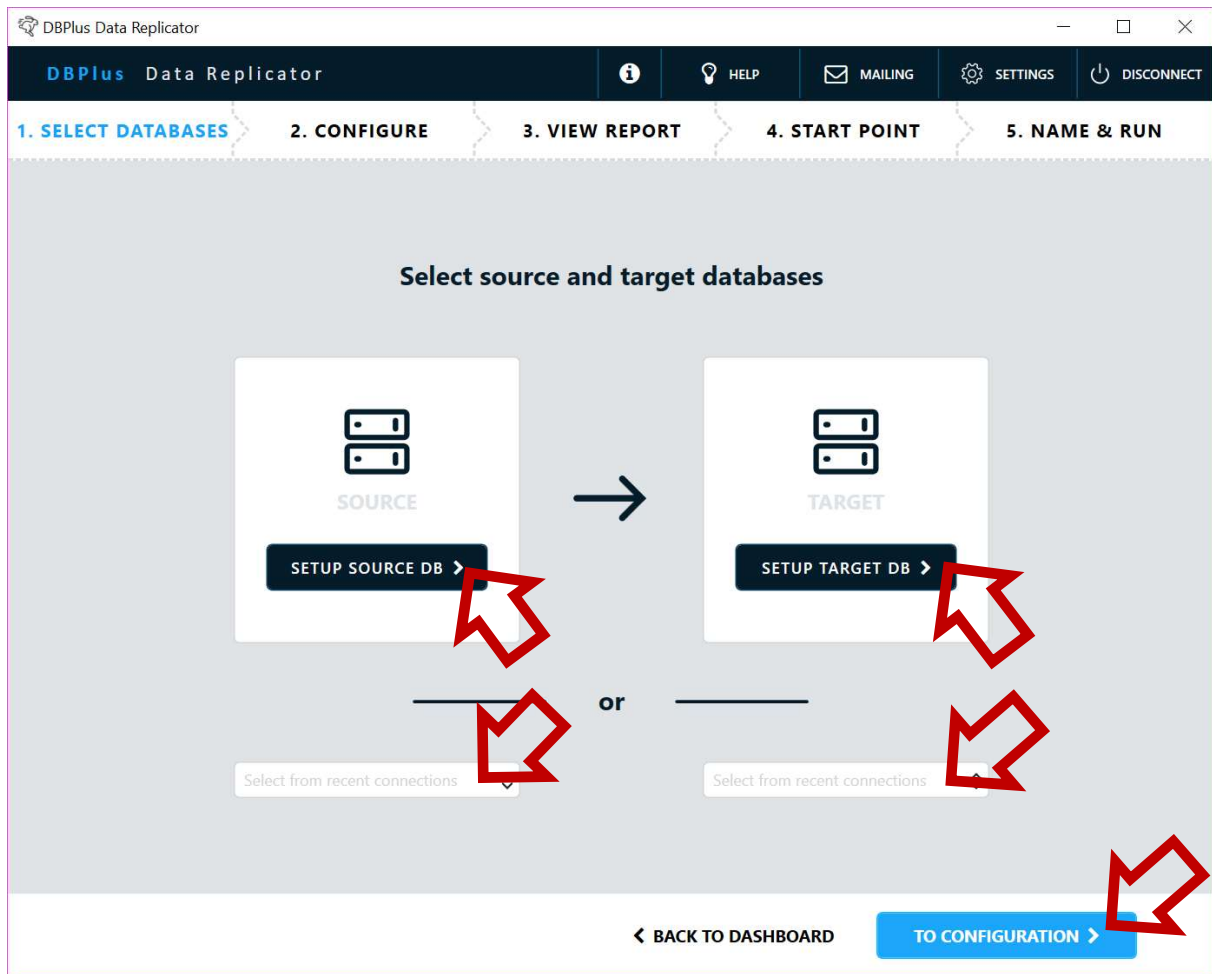 DBPlus Data Replicator
DBPlus Data Replicator
HELP
MAILING
SETTINGS
DISCONNECT
1. SELECT DATABASES
2. CONFIGURE
3. VIEW REPORT
4. START POINT
5. NAME & RUN
Select source and target databases
SOURCE
TARGET
SETUP SOURCE DB
SETUP TARGET DB
or
Select from recent connections
Select from recent connections
BACK TO DASHBOARD
TO CONFIGURATION